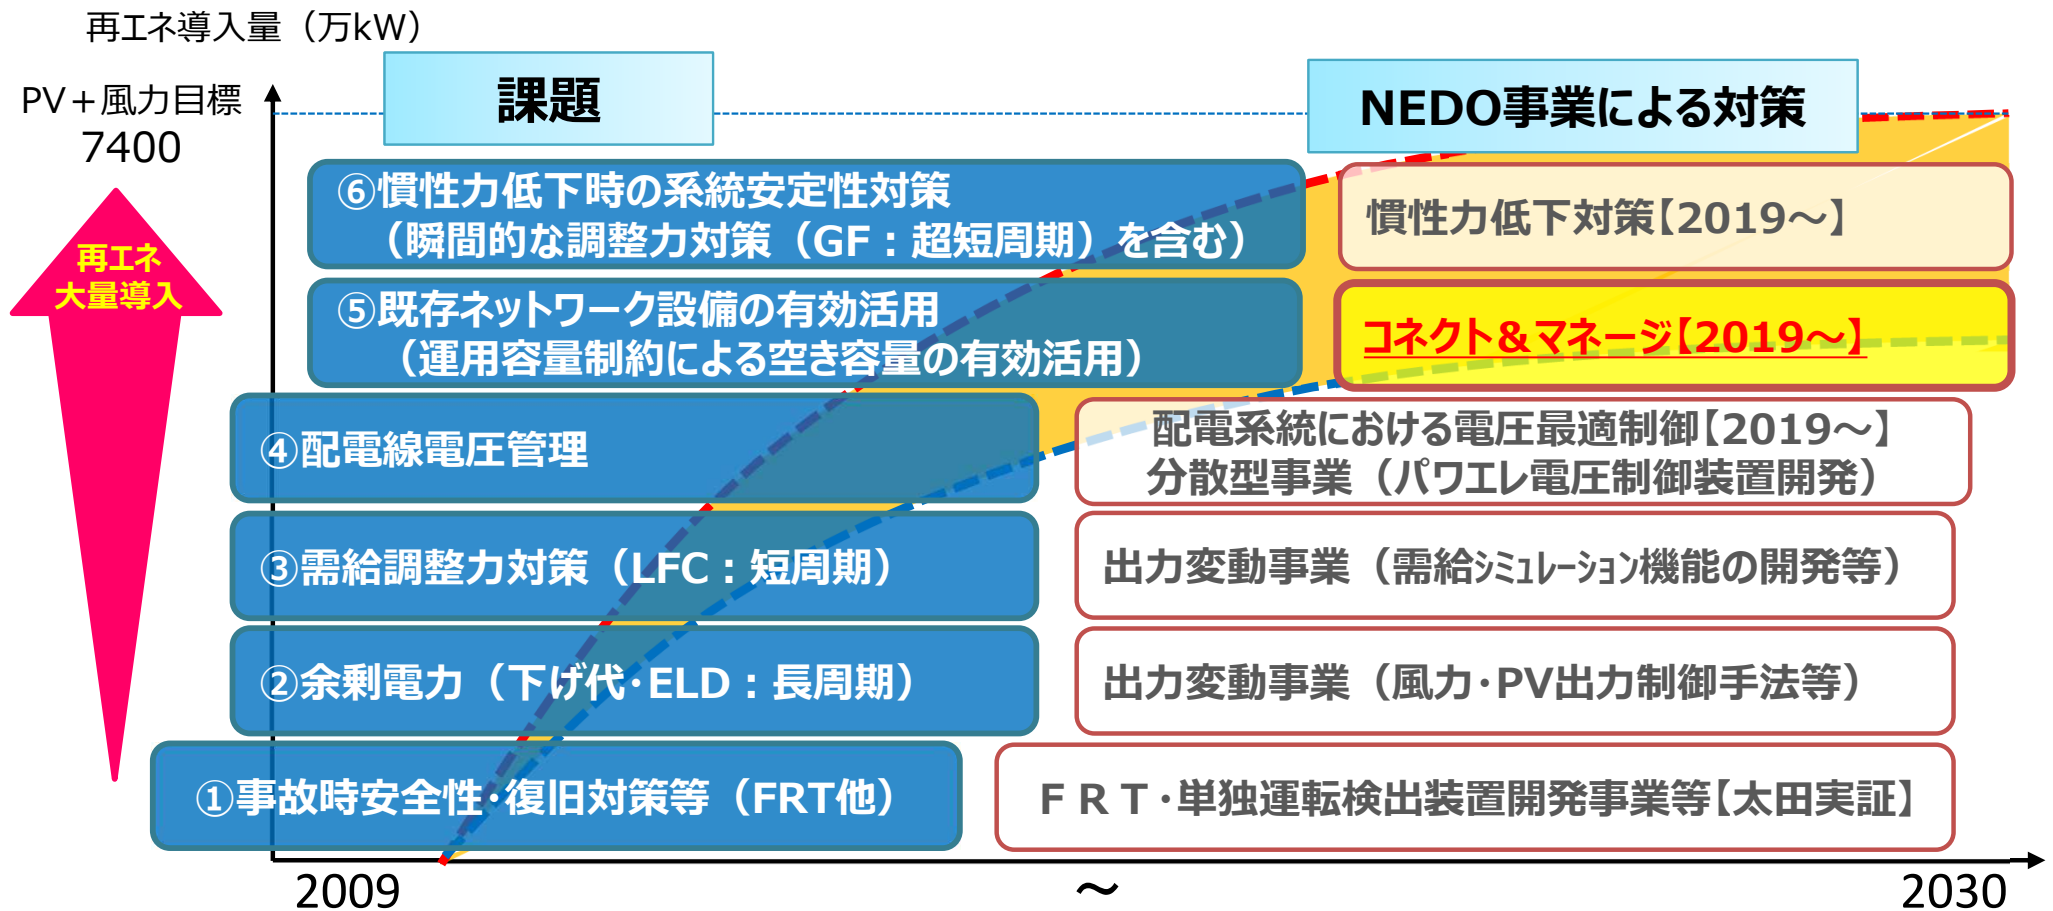 再エネ導入量（万kW）
PV＋風力目標
7400
課題
NEDO事業による対策
再エネ
大量導入
⑥慣性力低下時の系統安定性対策
（瞬間的な調整力対策（GF：超短周期）を含む）
慣性力低下対策【2019～】
⑤既存ネットワーク設備の有効活用
（運用容量制約による空き容量の有効活用）
コネクト＆マネージ【2019～】
④配電線電圧管理
配電系統における電圧最適制御【2019～】
分散型事業（パワエレ電圧制御装置開発）
③需給調整力対策（LFC：短周期）
出力変動事業（需給シミュレーション機能の開発等）
②余剰電力（下げ代・ELD：長周期）
出力変動事業（風力・PV出力制御手法等）
①事故時安全性・復旧対策等（FRT他）
ＦＲＴ・単独運転検出装置開発事業等【太田実証】
2009
～
2030